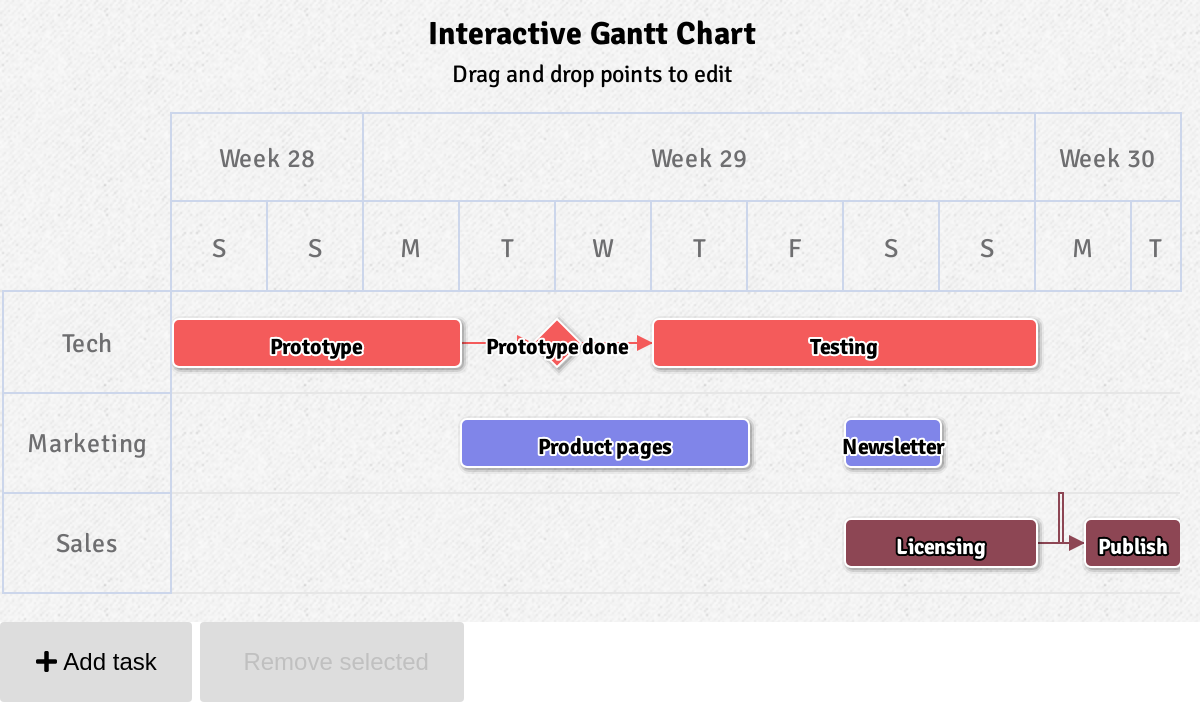 Interactive Gantt Chart
Drag and drop points to edit
Week 28 Week 29 Week 30
S S M T W T F S S M T
Tech Prototype Prototype done Testing
Marketing Product pages Newsletter
Sales Licensing Publish
Add task Remove selected